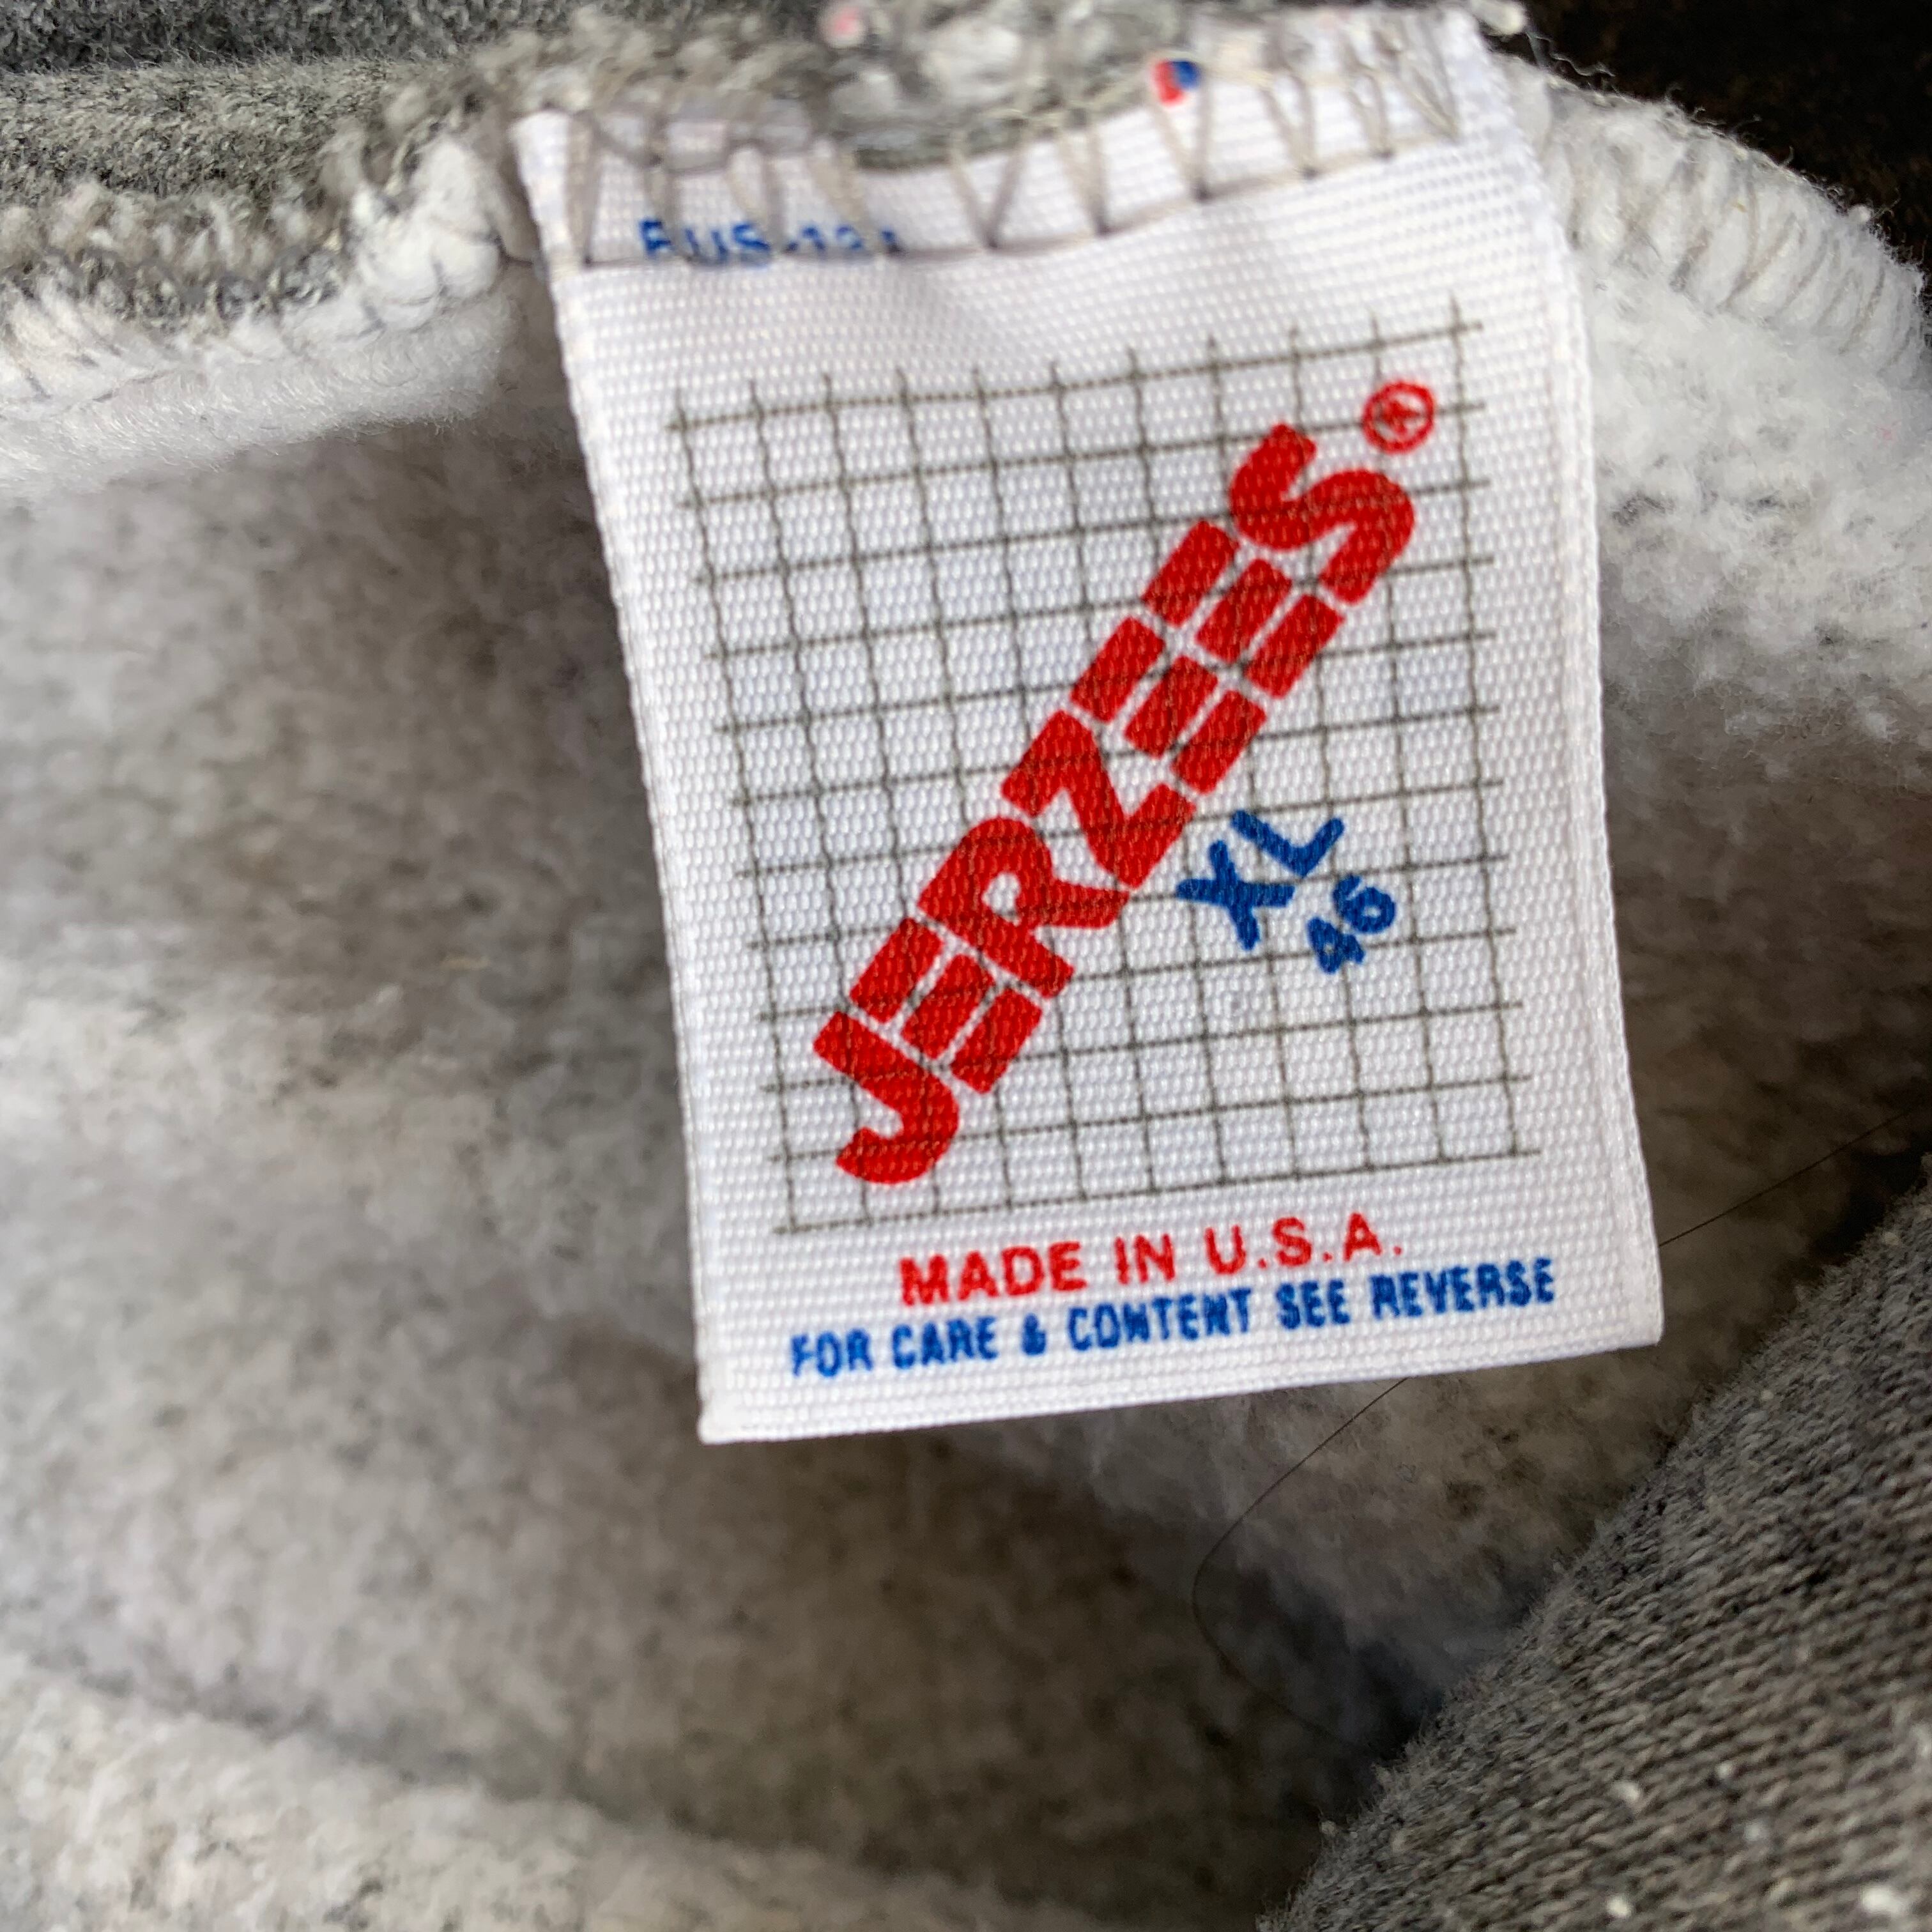 JERZEES®
XL
46
MADE IN U.S.A.
FOR CARE & CONTENT SEE REVERSE